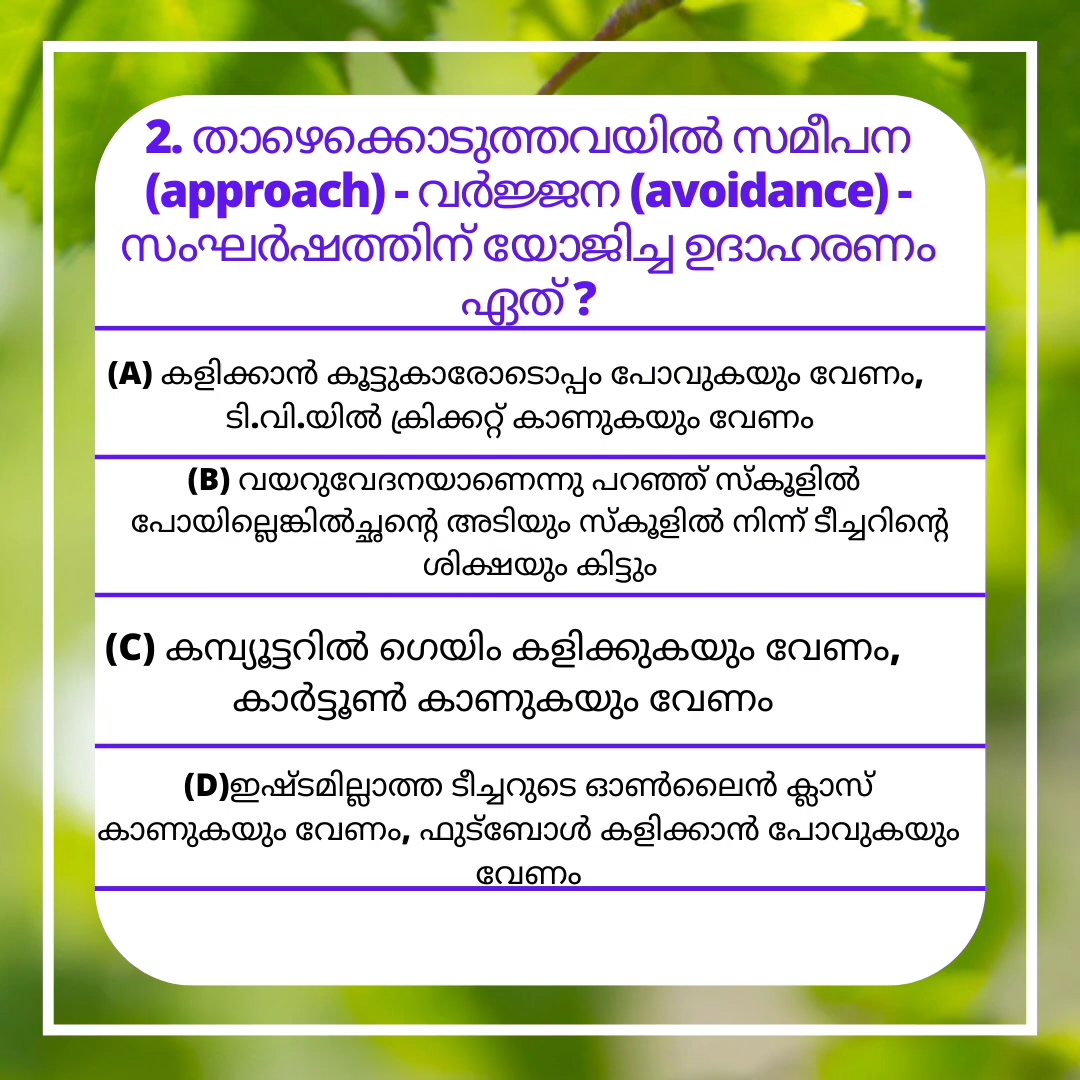 2. താഴെക്കൊടുത്തവയിൽ സമീപന
(approach) - വർജ്ജന (avoidance) -
സംഘർഷത്തിന് യോജിച്ച ഉദാഹരണം
ഏത് ?
(A) കളിക്കാൻ കൂട്ടുകാരോടൊപ്പം പോവുകയും വേണം,
ടി.വി.യിൽ ക്രിക്കറ്റ് കാണുകയും വേണം
(B) വയറുവേദനയാണെന്നു പറഞ്ഞ് സ്കൂളിൽ
പോയില്ലെങ്കിൽച്ഛന്റെ അടിയും സ്കൂളിൽ നിന്ന് ടീച്ചറിന്റെ
ശിക്ഷയും കിട്ടും
(C) കമ്പ്യൂട്ടറിൽ ഗെയിം കളിക്കുകയും വേണം,
കാർട്ടൂൺ കാണുകയും വേണം
(D)ഇഷ്ടമില്ലാത്ത ടീച്ചറുടെ ഓൺലൈൻ ക്ലാസ്
കാണുകയും വേണം, ഫുട്ബോൾ കളിക്കാൻ പോവുകയും
വേണം